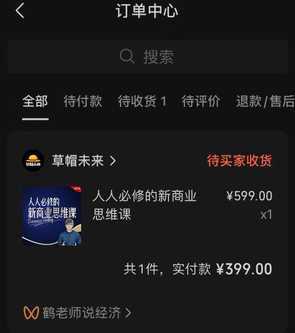 订单中心
搜索
全部 待付款 待收货 1 待评价 退款/售后
草帽未来 待买家收货
人人必修的
新商业思维课
人人必修的新商业 ¥599.00
思维课 x1
共1件，实付款 ¥399.00
鹤老师说经济